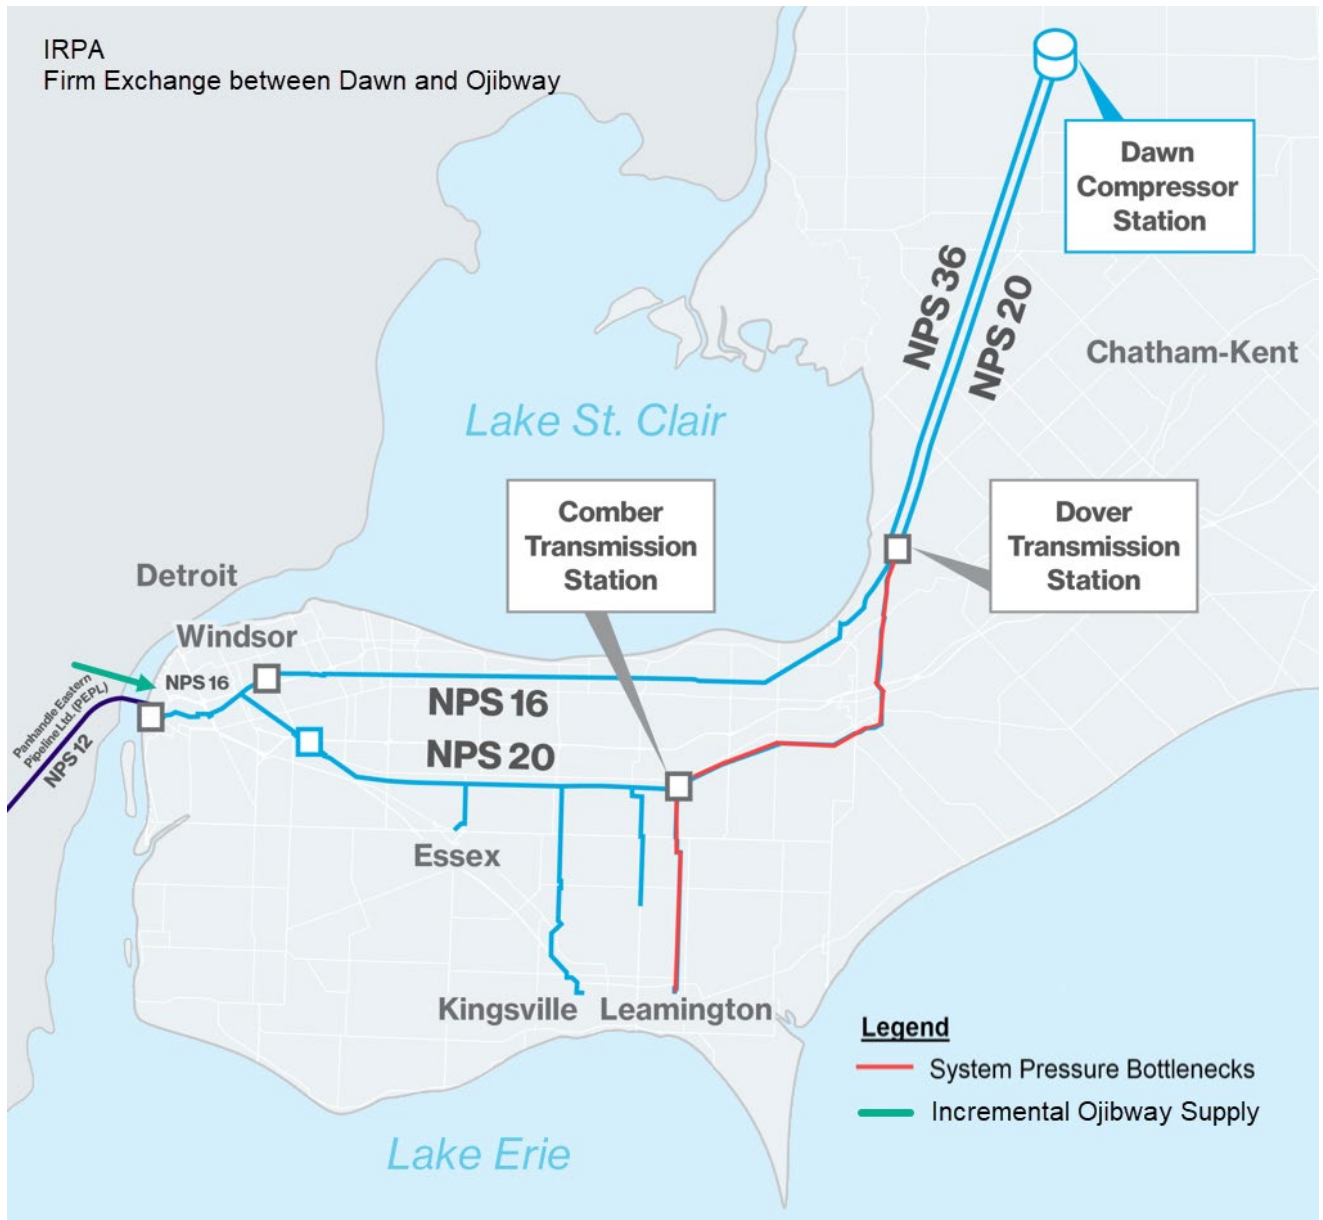 IRPA
Firm Exchange between Dawn and Ojibway
Dawn
Compressor
Station
NPS 36
NPS 20
Chatham-Kent
Lake St. Clair
Comber
Transmission
Station
Dover
Transmission
Station
Detroit
Windsor
NPS 16
Panhandle Eastern
Pipeline Ltd. (PEPL)
NPS 12
NPS 16
NPS 20
Essex
Kingsville
Leamington
Legend
System Pressure Bottlenecks
Incremental Ojibway Supply
Lake Erie